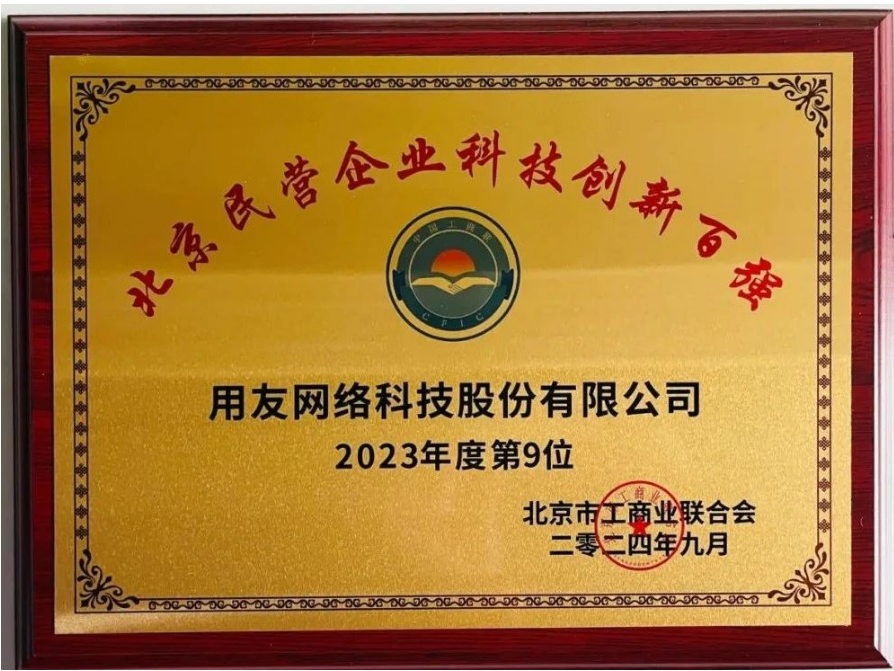 北京民营企业科技创新百强
中国工商联
CFIC
用友网络科技股份有限公司
2023年度第9位
北京市工商业联合会
二零二四年九月